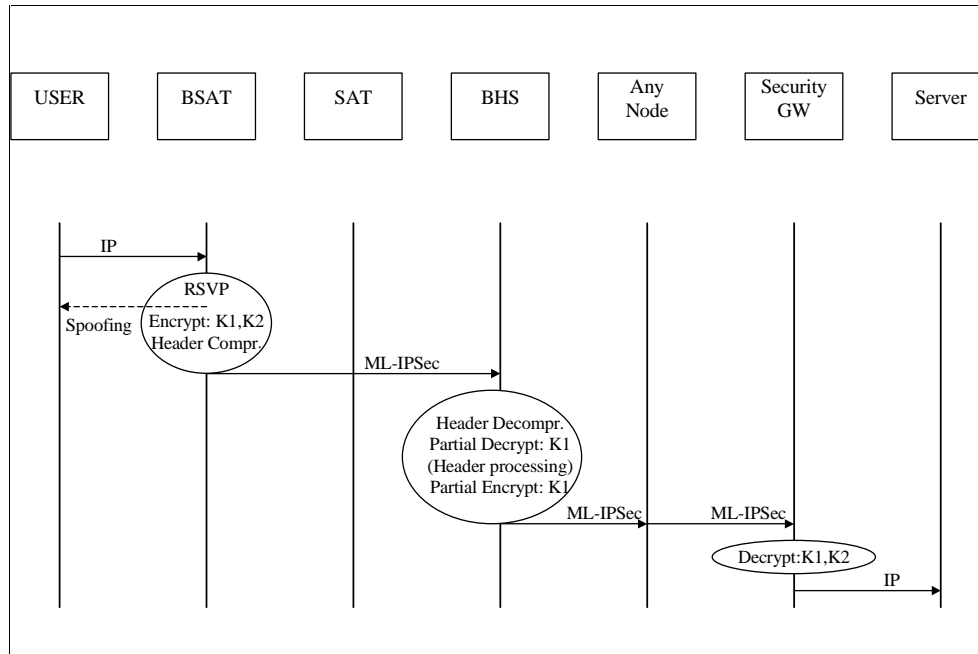 USER
BSAT
SAT
BHS
Any
Node
Security
GW
Server
IP
RSVP
Spoofing
Encrypt: K1,K2
Header Compr.
ML-IPSec
Header Decompr.
Partial Decrypt: K1
(Header processing)
Partial Encrypt: K1
ML-IPSec
ML-IPSec
Decrypt:K1,K2
IP